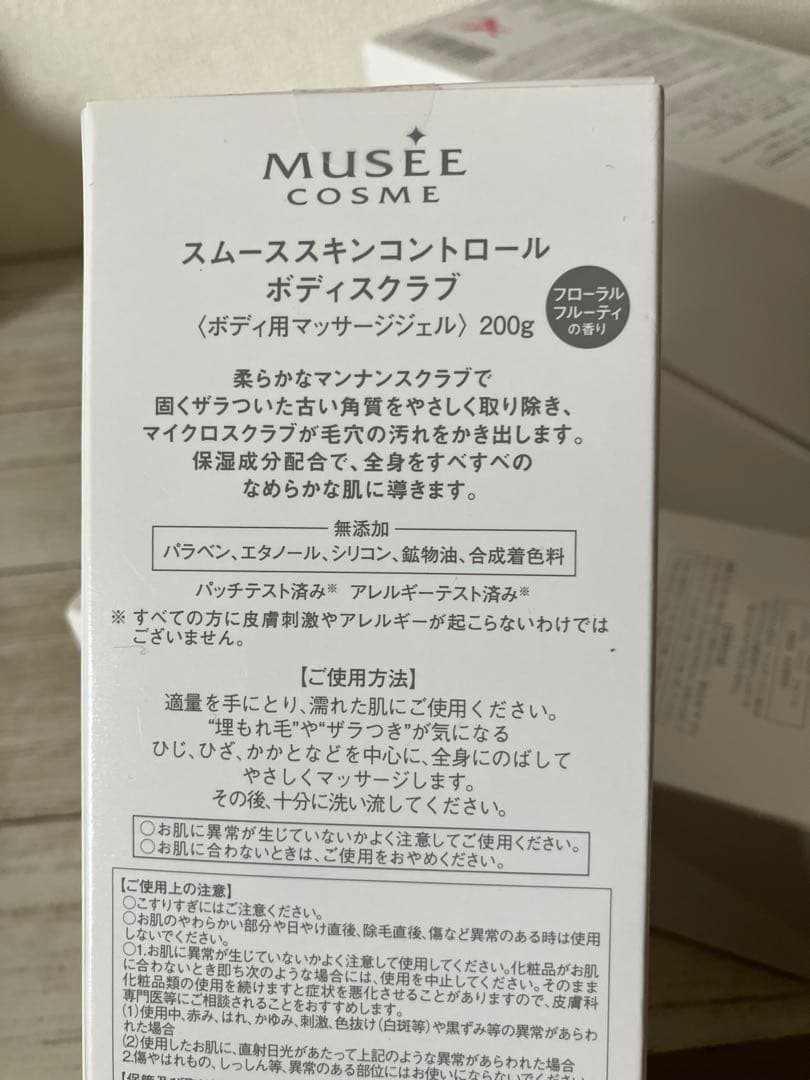 MUSÉE
COSME
スムーススキンコントロール
ボディスクラブ
〈ボディ用マッサージジェル〉 200g
フローラル
フルーティ
の香り
柔らかなマンナンスクラブで
固くザラついた古い角質をやさしく取り除き、
マイクロスクラブが毛穴の汚れをかき出します。
保湿成分配合で、全身をすべすべの
なめらかな肌に導きます。
無添加
パラベン、エタノール、シリコン、鉱物油、合成着色料
パッチテスト済み※ アレルギーテスト済み※
※ すべての方に皮膚刺激やアレルギーが起こらないわけでは
ございません。
【ご使用方法】
適量を手にとり、濡れた肌にご使用ください。
“埋もれ毛”や“ザラつき”が気になる
ひじ、ひざ、かかとなどを中心に、全身にのばして
やさしくマッサージします。
その後、十分に洗い流してください。
○お肌に異常が生じていないかよく注意してご使用ください。
○お肌に合わないときは、ご使用をおやめください。
【ご使用上の注意】
○こすりすぎにはご注意ください。
○お肌のやわらかい部分や日やけ直後、除毛直後、傷など異常のある時は使用
しないでください。
○1.お肌に異常が生じていないかよく注意して使用してください。化粧品がお肌
に合わないとき即ち次のような場合には、使用を中止してください。そのまま
化粧品類の使用を続けますと症状を悪化させることがありますので、皮膚科
専門医等にご相談されることをおすすめします。
(1)使用中、赤み、はれ、かゆみ、刺激、色抜け(白斑等)や黒ずみ等の異常があらわ
れた場合
(2)使用したお肌に、直射日光があたって上記のような異常があらわれた場合
2.傷やはれもの、しっしん等、異常のある部位にはお使いにならないでください